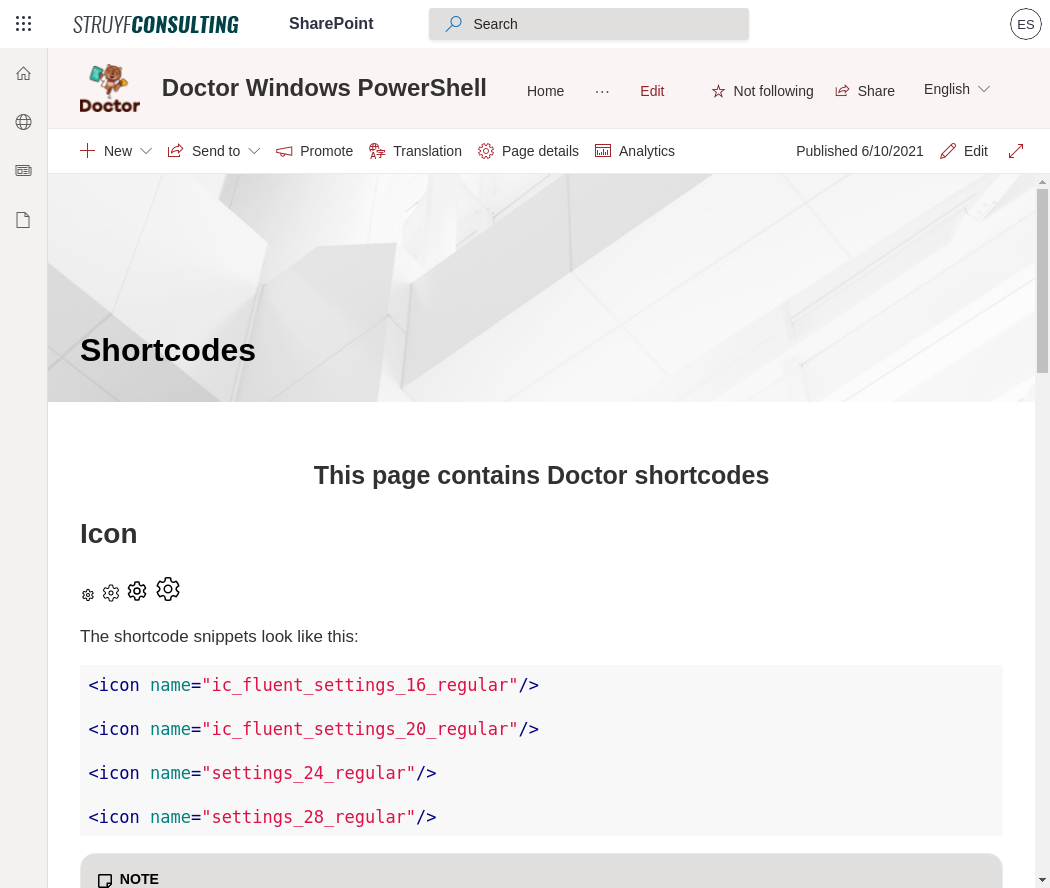 STRUYFCONSULTING SharePoint Search ES
Doctor
Doctor Windows PowerShell Home ... Edit Not following Share English
New Send to Promote Translation Page details Analytics Published 6/10/2021 Edit
Shortcodes
This page contains Doctor shortcodes
Icon
The shortcode snippets look like this:
<icon name="ic_fluent_settings_16_regular"/>
<icon name="ic_fluent_settings_20_regular"/>
<icon name="settings_24_regular"/>
<icon name="settings_28_regular"/>
NOTE